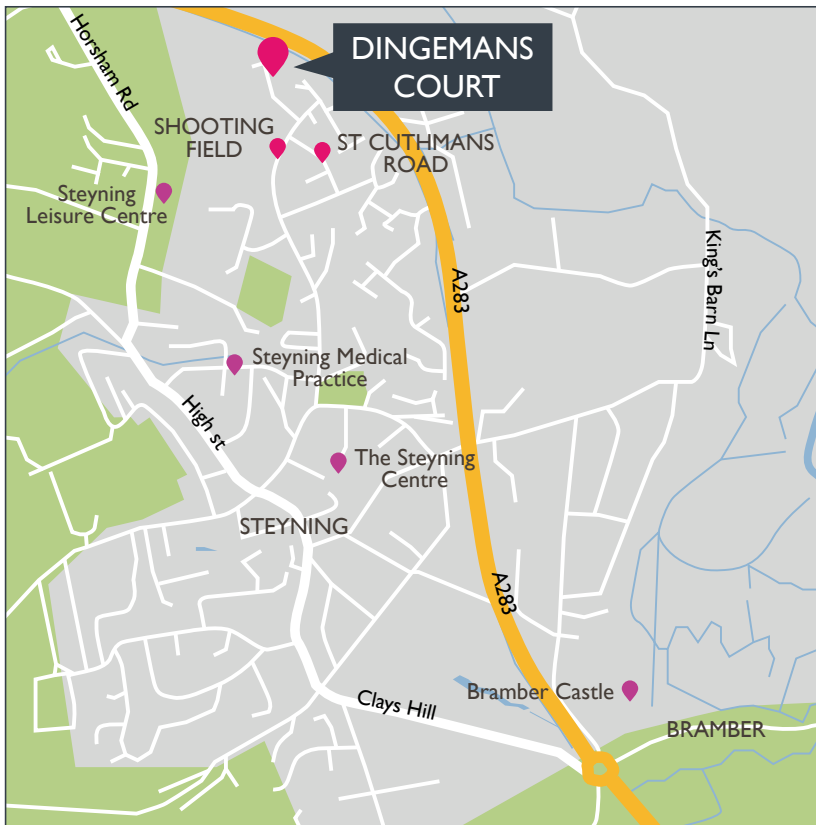 Horsham Rd
DINGEMANS
COURT
SHOOTING
FIELD
ST CUTHMANS
ROAD
Steyning
Leisure Centre
King's Barn Ln
A283
Steyning Medical
Practice
High st
The Steyning
Centre
STEYNING
A283
Bramber Castle
Clays Hill
BRAMBER